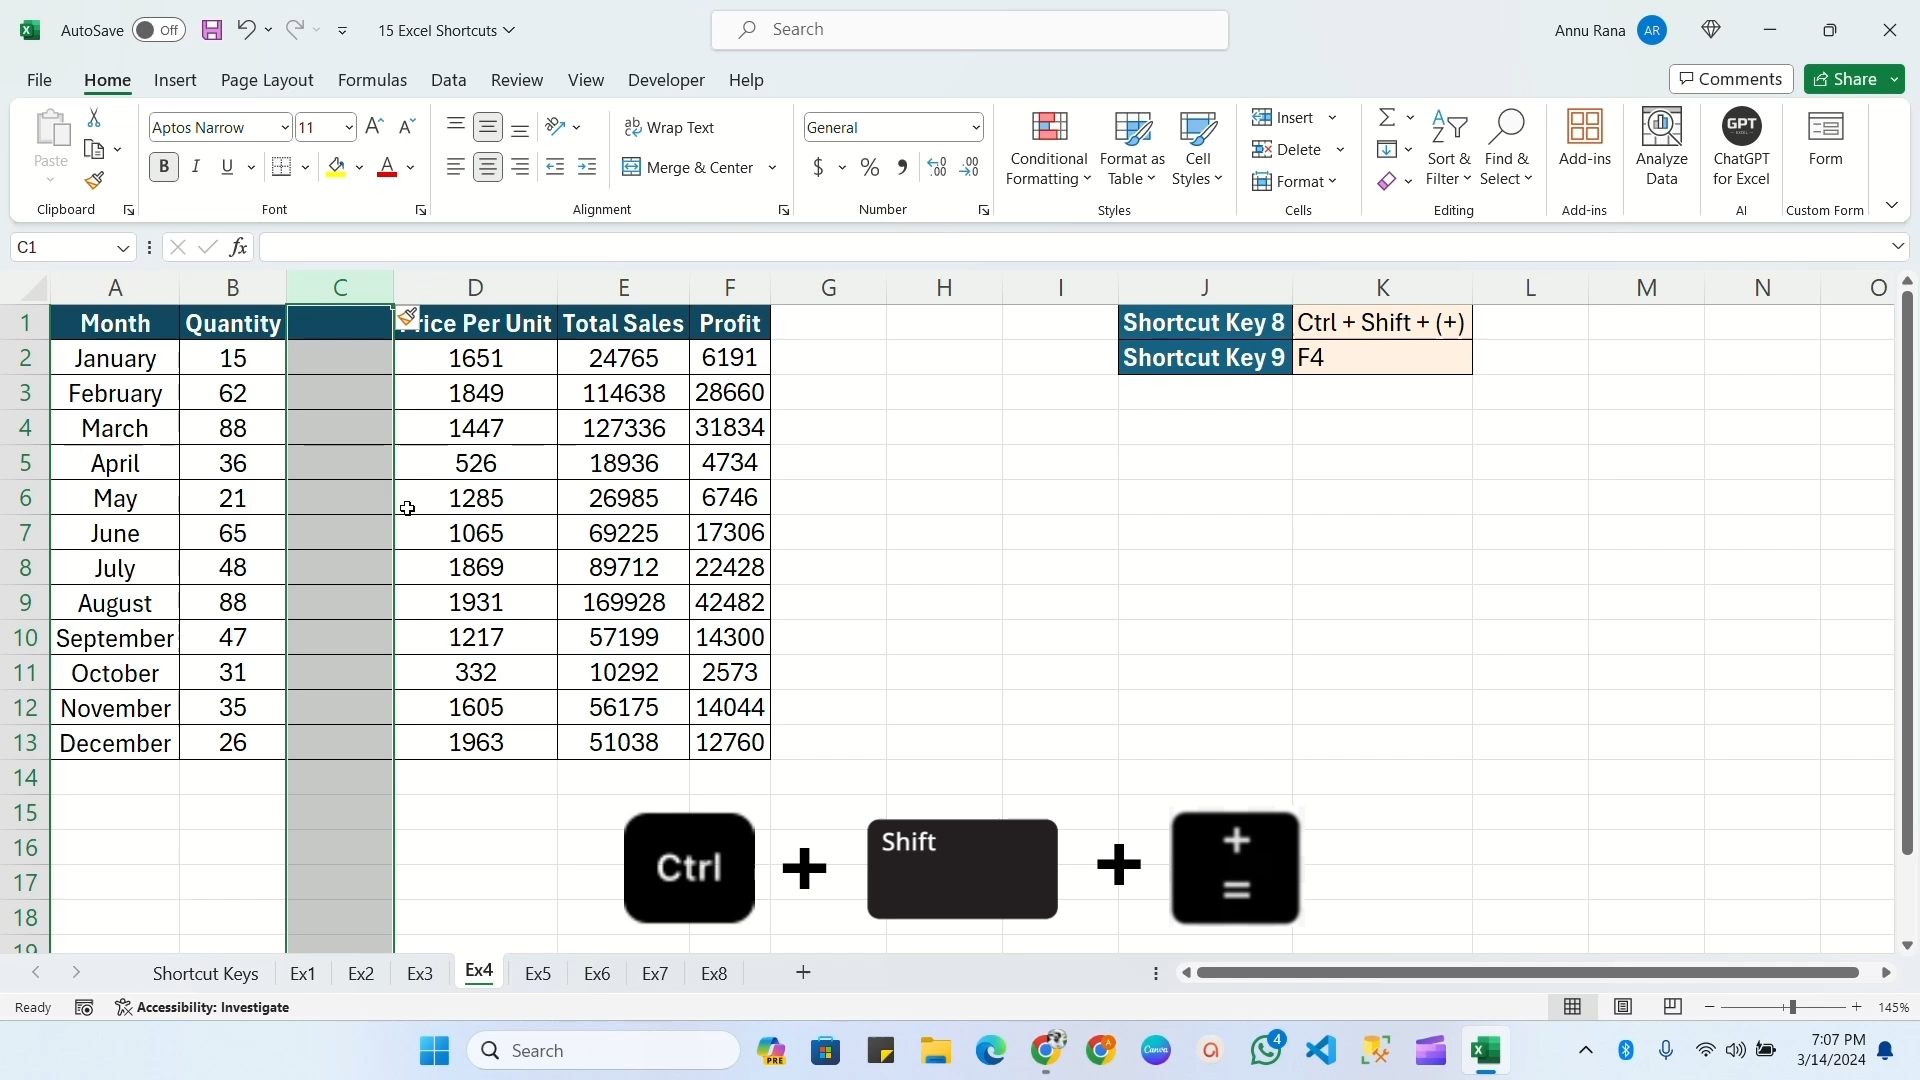 AutoSave Off 15 Excel Shortcuts Search Annu Rana AR
File Home Insert Page Layout Formulas Data Review View Developer Help Comments Share
Paste Aptos Narrow 11 Wrap Text General Conditional Formatting Format as Table Cell Styles Insert Delete Format Sort & Filter Find & Select Add-ins Analyze Data GPT ChatGPT for Excel Form
B I U A Merge & Center $ %
Clipboard Font Alignment Number Styles Cells Editing Add-ins AI Custom Form
C1 fx
A B C D E F G H I J K L M N O
1 Month Quantity rice Per Unit Total Sales Profit Shortcut Key 8 Ctrl + Shift + (+)
2 January 15 1651 24765 6191 Shortcut Key 9 F4
3 February 62 1849 114638 28660
4 March 88 1447 127336 31834
5 April 36 526 18936 4734
6 May 21 1285 26985 6746
7 June 65 1065 69225 17306
8 July 48 1869 89712 22428
9 August 88 1931 169928 42482
10 September 47 1217 57199 14300
11 October 31 332 10292 2573
12 November 35 1605 56175 14044
13 December 26 1963 51038 12760
14
15
16
17
18
19
Ctrl + Shift + + =
Shortcut Keys Ex1 Ex2 Ex3 Ex4 Ex5 Ex6 Ex7 Ex8
Ready Accessibility: Investigate 145%
Search PRE Canva 4 7:07 PM
3/14/2024